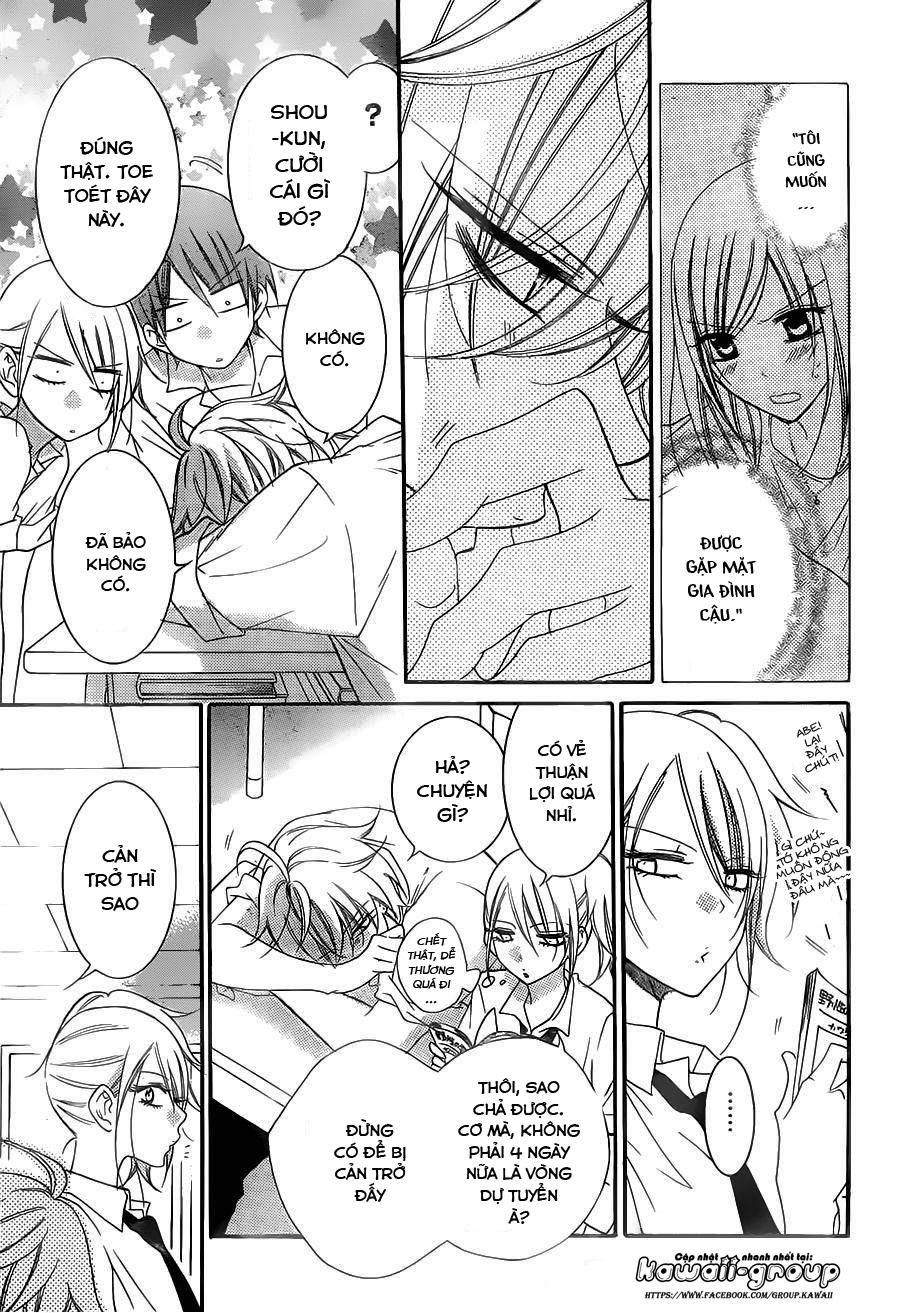 "TÔI
CŨNG
MUỐN
...
ĐƯỢC
GẶP MẶT
GIA ĐÌNH
CẬU."
?
SHOU
-KUN,
CƯỜI
CÁI GÌ
ĐÓ?
ĐÚNG
THẬT. TOE
TOÉT ĐÂY
NÀY.
KHÔNG
CÓ.
ĐÃ BẢO
KHÔNG
CÓ.
ABE!
LẠI
ĐÂY
CHÚT!
GÌ CHỨ~
TỚ KHÔNG
MUỐN ĐỘNG
ĐẬY NỮA
ĐÂU MÀ~~~
......
CÓ VẺ
THUẬN
LỢI QUÁ
NHỈ.
HẢ?
CHUYỆN
GÌ?
CHẾT
THẬT, DỄ
THƯƠNG
QUÁ ĐI
...
THÔI, SAO
CHẢ ĐƯỢC.
CƠ MÀ, KHÔNG
PHẢI 4 NGÀY
NỮA LÀ VÒNG
DỰ TUYỂN
À?
ĐỪNG
CÓ ĐỂ BỊ
CẢN TRỞ
ĐẤY
CẢN
TRỞ THÌ
SAO
Cập nhật nhanh nhất tại:
kawaii-group
HTTPS://WWW.FACEBOOK.COM/GROUP.KAWAII